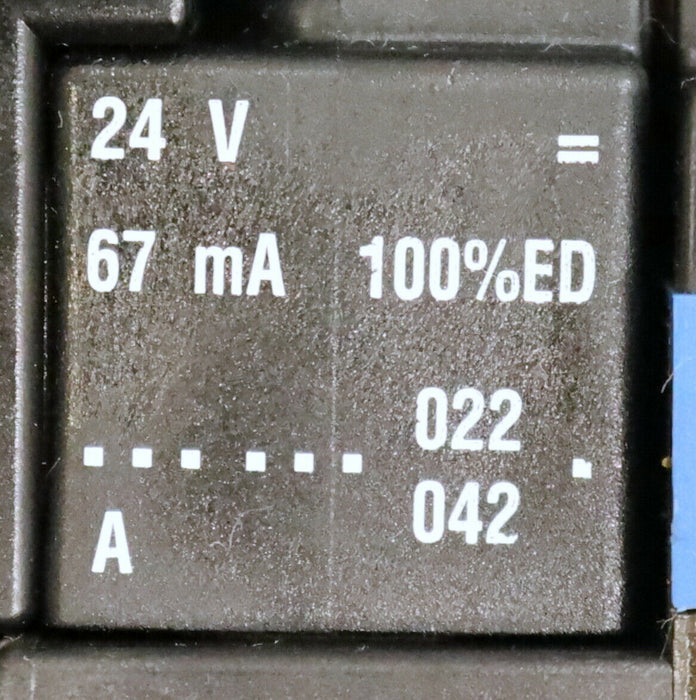 24 V =
67 mA 100%ED
022
... ... .
042
A